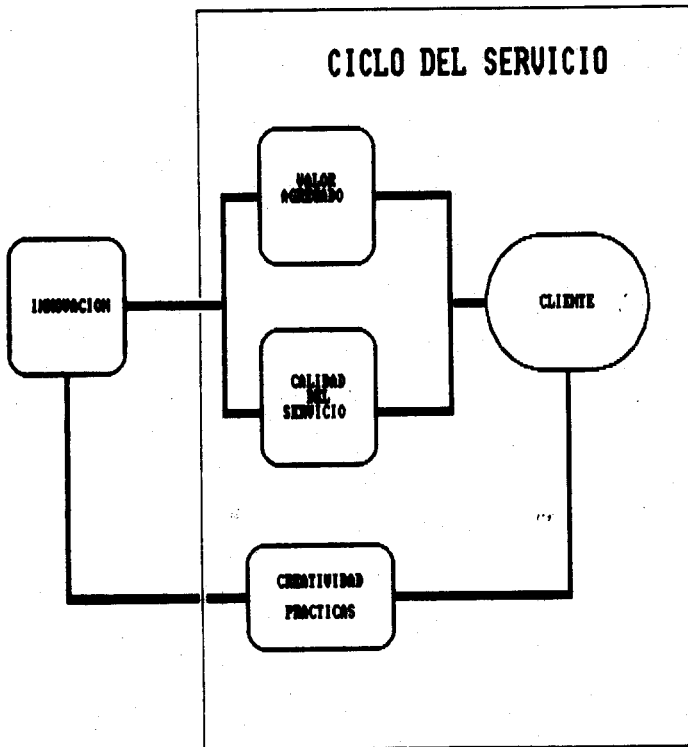 CICLO DEL SERVICIO
VALOR
AGREGADO
INNOVACION
CLIENTE
CALIDAD
DEL
SERVICIO
CREATIVIDAD
PRACTICAS